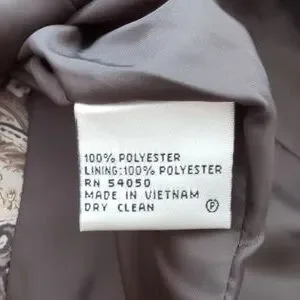 100% POLYESTER
LINING:100% POLYESTER
RN 54050
MADE IN VIETNAM
DRY CLEAN Ⓟ